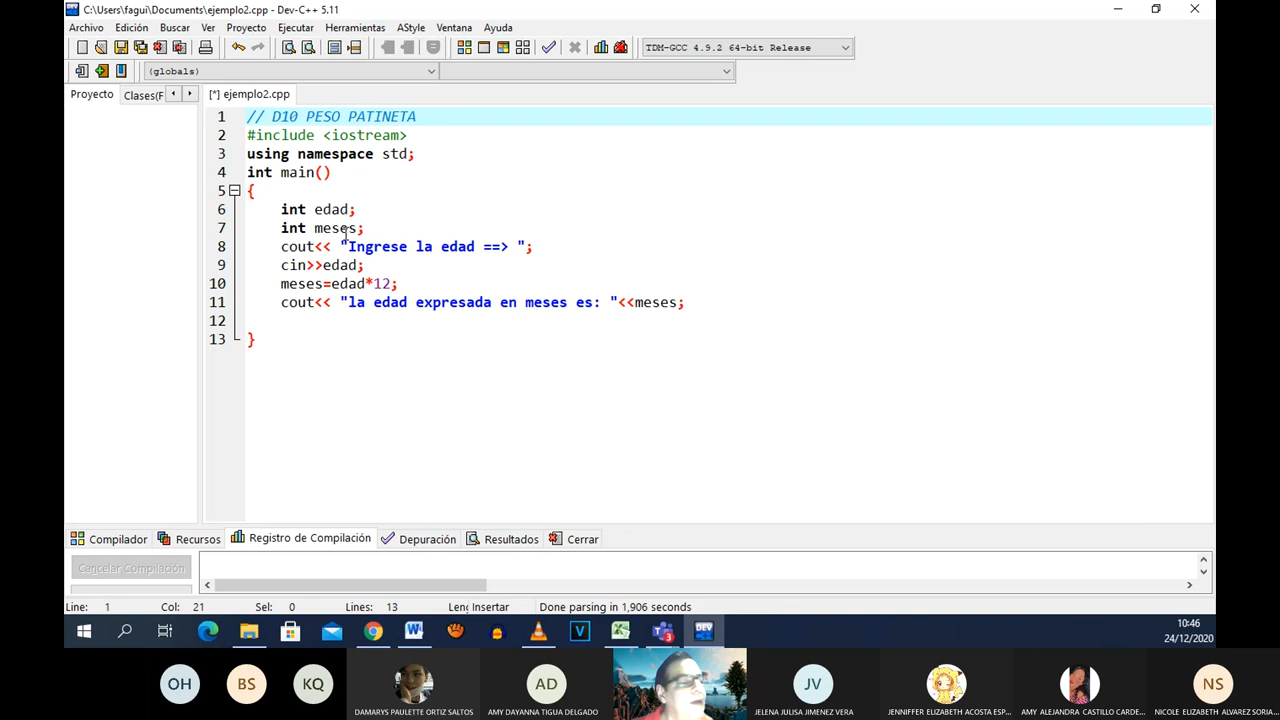 C:\Users\fagui\Documents\ejemplo2.cpp - Dev-C++ 5.11
Archivo Edición Buscar Ver Proyecto Ejecutar Herramientas AStyle Ventana Ayuda
TDM-GCC 4.9.2 64-bit Release
(globals)
Proyecto Clases(F [*] ejemplo2.cpp
1 // D10 PESO PATINETA
2 #include <iostream>
3 using namespace std;
4 int main()
5 {
6 int edad;
7 int meses;
8 cout<< "Ingrese la edad ==> ";
9 cin>>edad;
10 meses=edad*12;
11 cout<< "la edad expresada en meses es: "<<meses;
12
13 }
Compilador Recursos Registro de Compilación Depuración Resultados Cerrar
Cancelar Compilación
Line: 1 Col: 21 Sel: 0 Lines: 13 Leng Insertar Done parsing in 1,906 seconds
W V 3 DEV
10:46
24/12/2020
OH BS KQ AD JV NS
DAMARYS PAULETTE ORTIZ SALTOS AMY DAYANNA TIGUA DELGADO JELENA JULISA JIMENEZ VERA JENNIFFER ELIZABETH ACOSTA ESP... AMY ALEJANDRA CASTILLO CARDE... NICOLE ELIZABETH ALVAREZ SORIA...